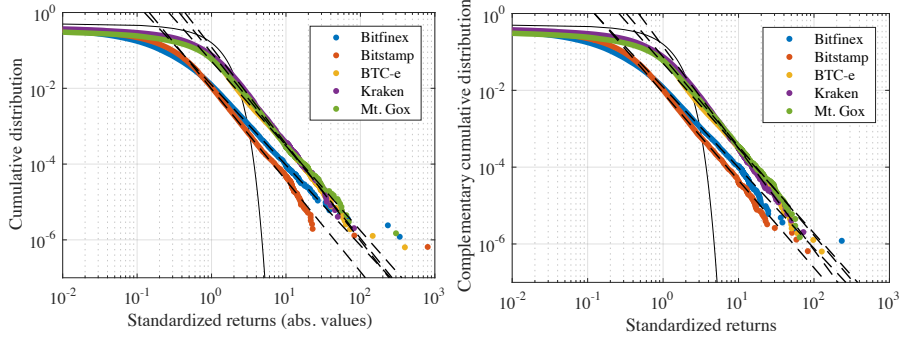 Cumulative distribution
10^0
10^-2
10^-4
10^-6
10^-2
10^-1
10^0
10^1
10^2
10^3
Standardized returns (abs. values)
Bitfinex
Bitstamp
BTC-e
Kraken
Mt. Gox
Complementary cumulative distribution
10^0
10^-2
10^-4
10^-6
10^-2
10^-1
10^0
10^1
10^2
10^3
Standardized returns
Bitfinex
Bitstamp
BTC-e
Kraken
Mt. Gox